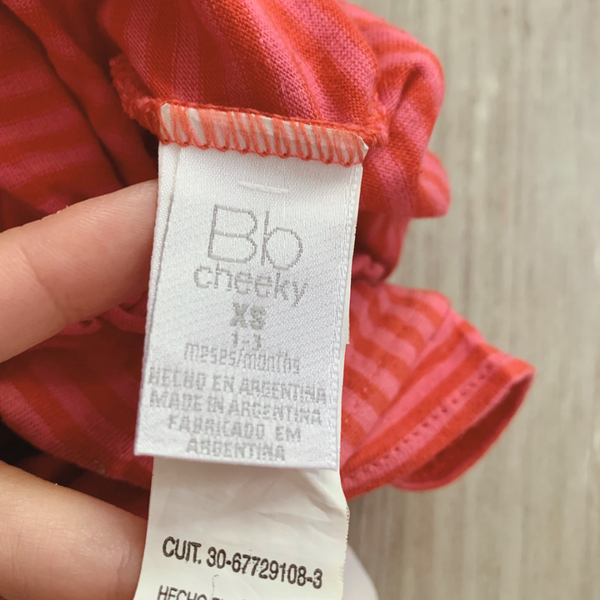 Bb
cheeky
XS
1-3
meses/months
HECHO EN ARGENTINA
MADE IN ARGENTINA
FABRICADO EM
ARGENTINA
CUIT. 30-67729108-3
HECHO